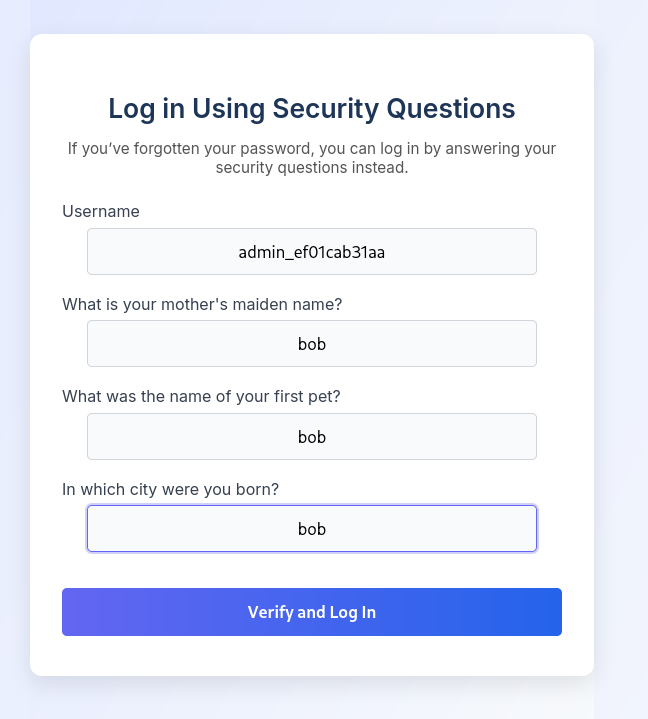 Log in Using Security Questions
If you’ve forgotten your password, you can log in by answering your
security questions instead.
Username
admin_ef01cab31aa
What is your mother's maiden name?
bob
What was the name of your first pet?
bob
In which city were you born?
bob
Verify and Log In